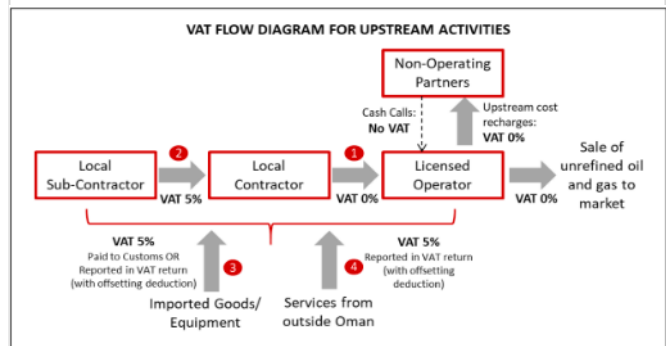 VAT FLOW DIAGRAM FOR UPSTREAM ACTIVITIES
Non-Operating
Partners
Cash Calls:
No VAT
Upstream cost
recharges:
VAT 0%
2
1
Local
Sub-Contractor
Local
Contractor
Licensed
Operator
Sale of
unrefined oil
and gas to
market
VAT 5%
VAT 0%
VAT 0%
VAT 5%
Paid to Customs OR
Reported in VAT return
(with offsetting deduction)
3
4
VAT 5%
Reported in VAT return
(with offsetting
deduction)
Imported Goods/
Equipment
Services from
outside Oman